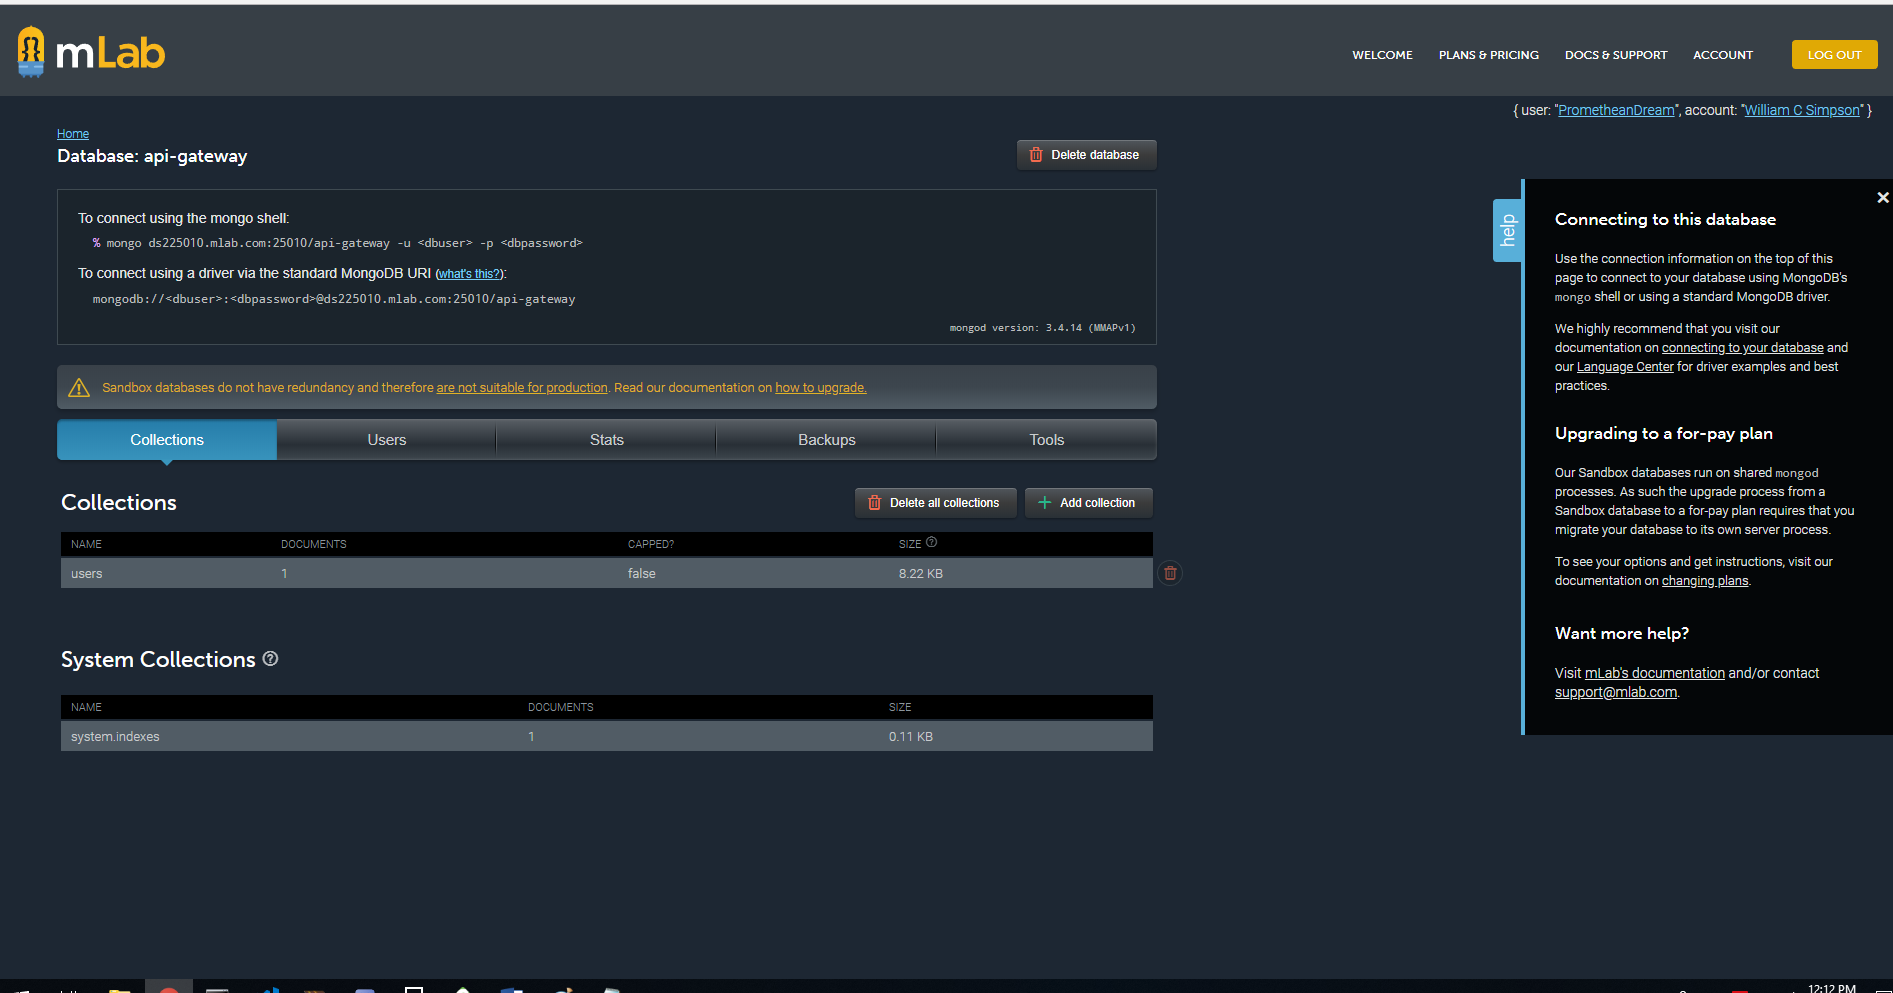 mLab
WELCOME
PLANS & PRICING
DOCS & SUPPORT
ACCOUNT
LOG OUT
{ user: "PrometheanDream", account: "William C Simpson" }
Home
Database: api-gateway
Delete database
To connect using the mongo shell:
% mongo ds225010.mlab.com:25010/api-gateway -u <dbuser> -p <dbpassword>
To connect using a driver via the standard MongoDB URI (what's this?):
mongodb://<dbuser>:<dbpassword>@ds225010.mlab.com:25010/api-gateway
mongod version: 3.4.14 (MMAPv1)
Sandbox databases do not have redundancy and therefore are not suitable for production. Read our documentation on how to upgrade.
Collections
Users
Stats
Backups
Tools
Collections
Delete all collections
Add collection
NAME DOCUMENTS CAPPED? SIZE ?
users 1 false 8.22 KB
System Collections ?
NAME DOCUMENTS SIZE
system.indexes 1 0.11 KB
help
Connecting to this database
Use the connection information on the top of this
page to connect to your database using MongoDB's
mongo shell or using a standard MongoDB driver.
We highly recommend that you visit our
documentation on connecting to your database and
our Language Center for driver examples and best
practices.
Upgrading to a for-pay plan
Our Sandbox databases run on shared mongod
processes. As such the upgrade process from a
Sandbox database to a for-pay plan requires that you
migrate your database to its own server process.
To see your options and get instructions, visit our
documentation on changing plans.
Want more help?
Visit mLab's documentation and/or contact
support@mlab.com.
12:12 PM